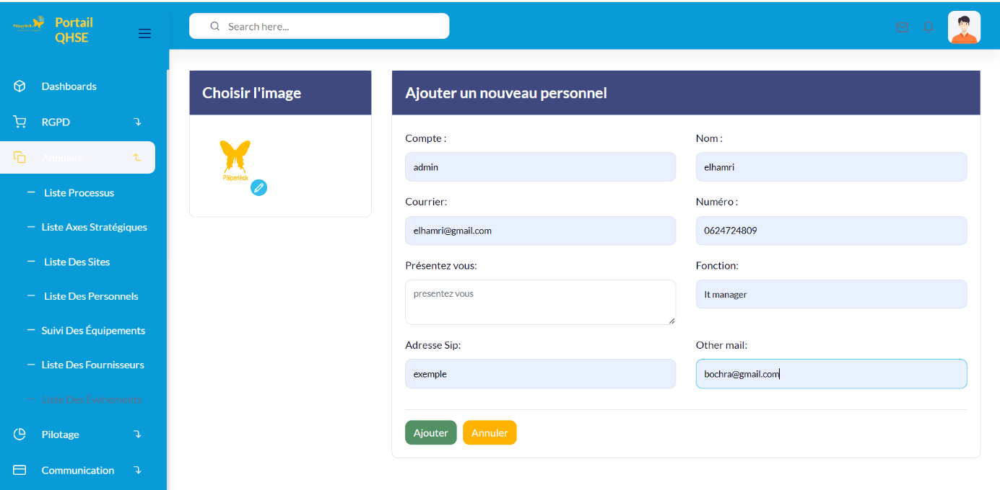 Päiperléck
Portail
QHSE
Search here...
Dashboards
RGPD
Annuaire
Liste Processus
Liste Axes Stratégiques
Liste Des Sites
Liste Des Personnels
Suivi Des Équipements
Liste Des Fournisseurs
Liste Des Événements
Pilotage
Communication
Choisir l'image
Päiperléck
Ajouter un nouveau personnel
Compte :
Nom :
admin
elhamri
Courrier:
Numéro :
elhamri@gmail.com
0624724809
Présentez vous:
Fonction:
presentez vous
It manager
Adresse Sip:
Other mail:
exemple
bochra@gmail.com
Ajouter
Annuler